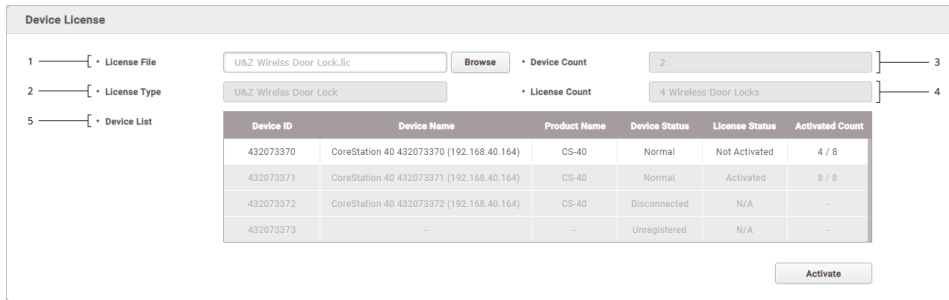 Device License
1 • License File U&Z Wirelss Door Lock.lic Browse • Device Count 2 3
2 • License Type U&Z Wirelss Door Lock • License Count 4 Wireless Door Locks 4
5 • Device List
Device ID Device Name Product Name Device Status License Status Activated Count
432073370 CoreStation 40 432073370 (192.168.40.164) CS-40 Normal Not Activated 4 / 8
432073371 CoreStation 40 432073371 (192.168.40.164) CS-40 Normal Activated 8 / 8
432073372 CoreStation 40 432073372 (192.168.40.164) CS-40 Disconnected N/A -
432073373 - - Unregistered N/A -
Activate